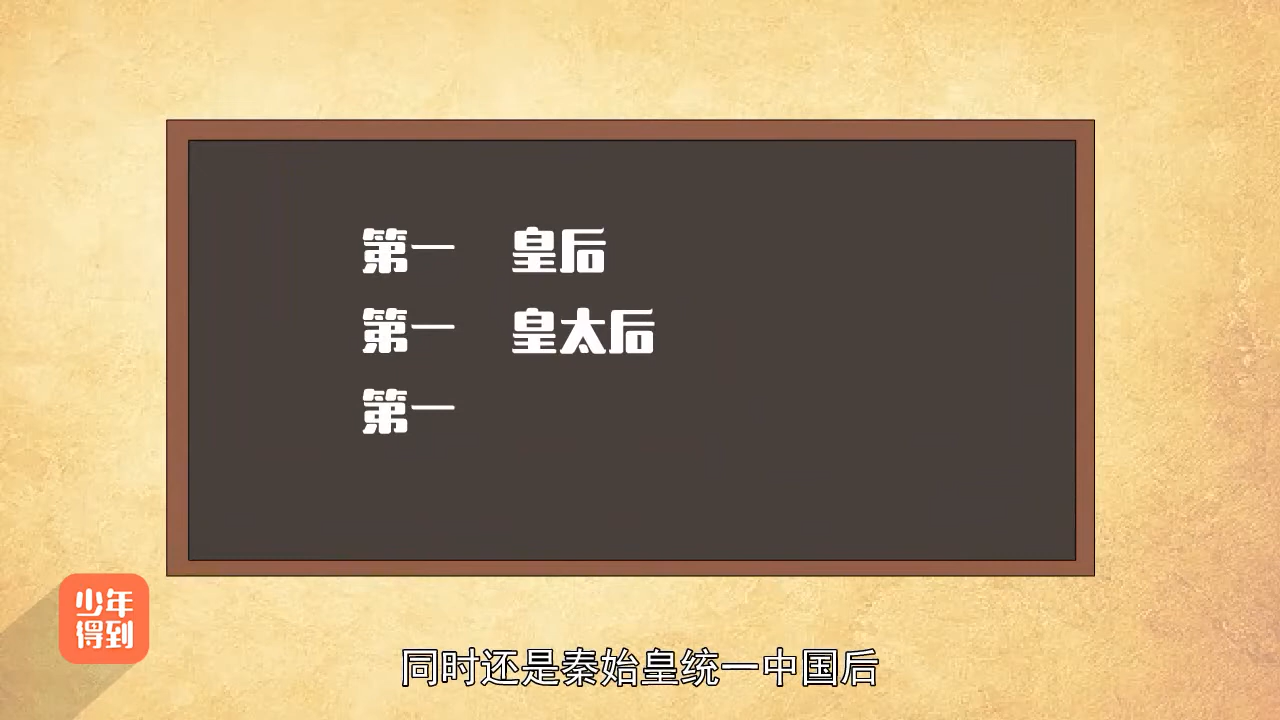 第一 皇后
第一 皇太后
第一
少年
得到
同时还是秦始皇统一中国后